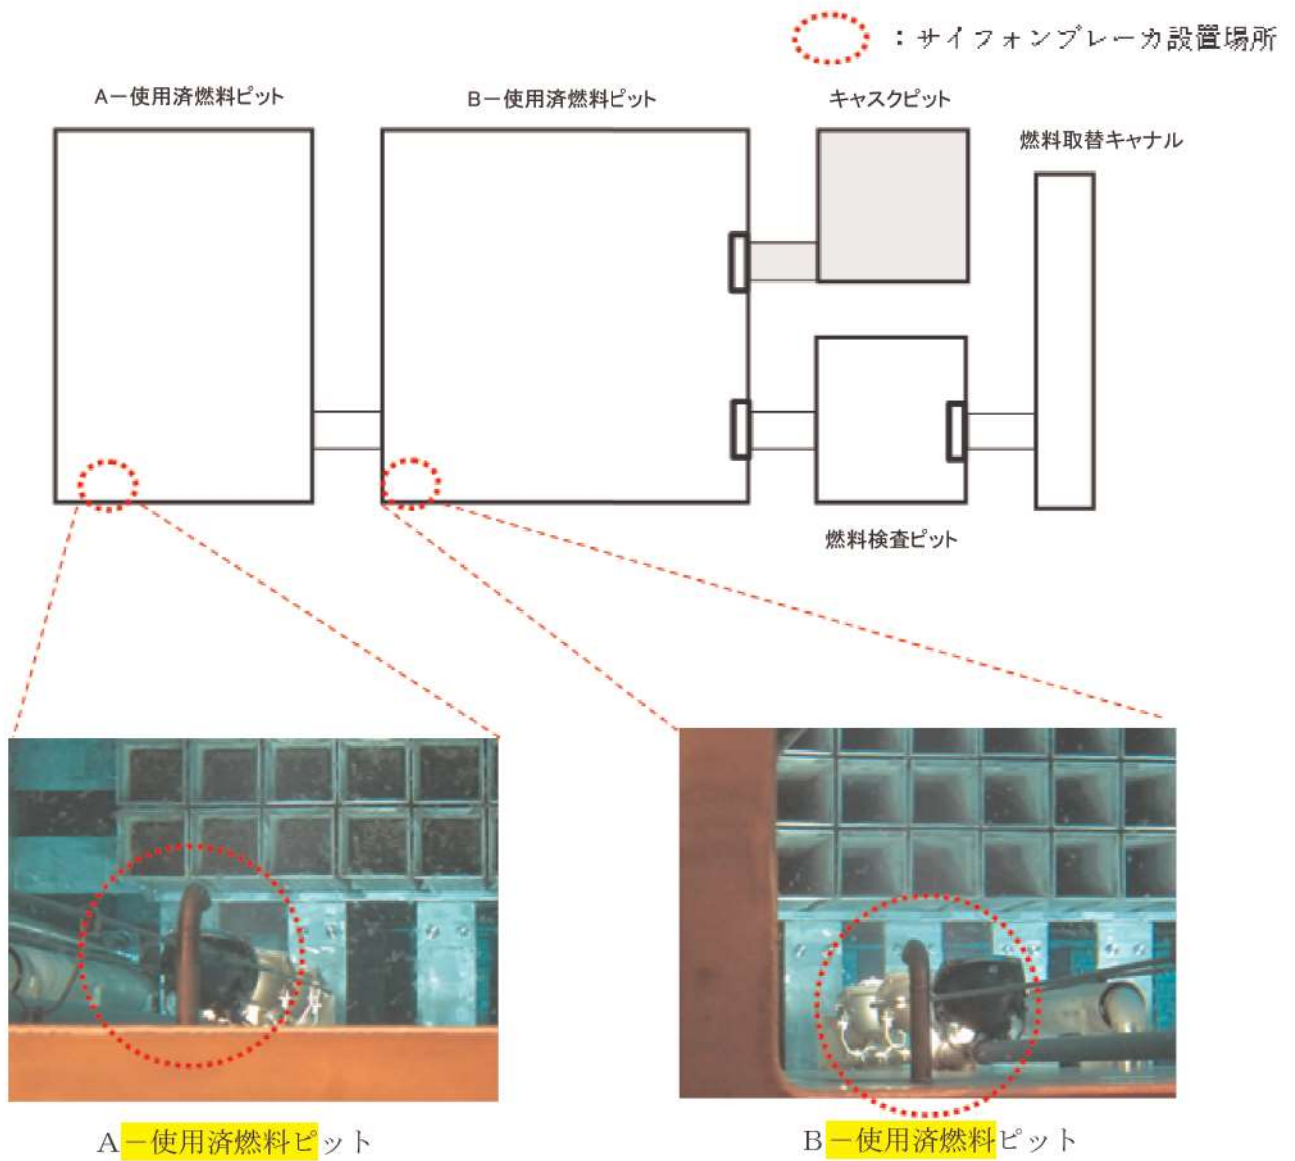 ：サイフォンブレーカ設置場所
A－使用済燃料ピット
B－使用済燃料ピット
キャスクピット
燃料取替キャナル
燃料検査ピット
A－使用済燃料ピット
B－使用済燃料ピット